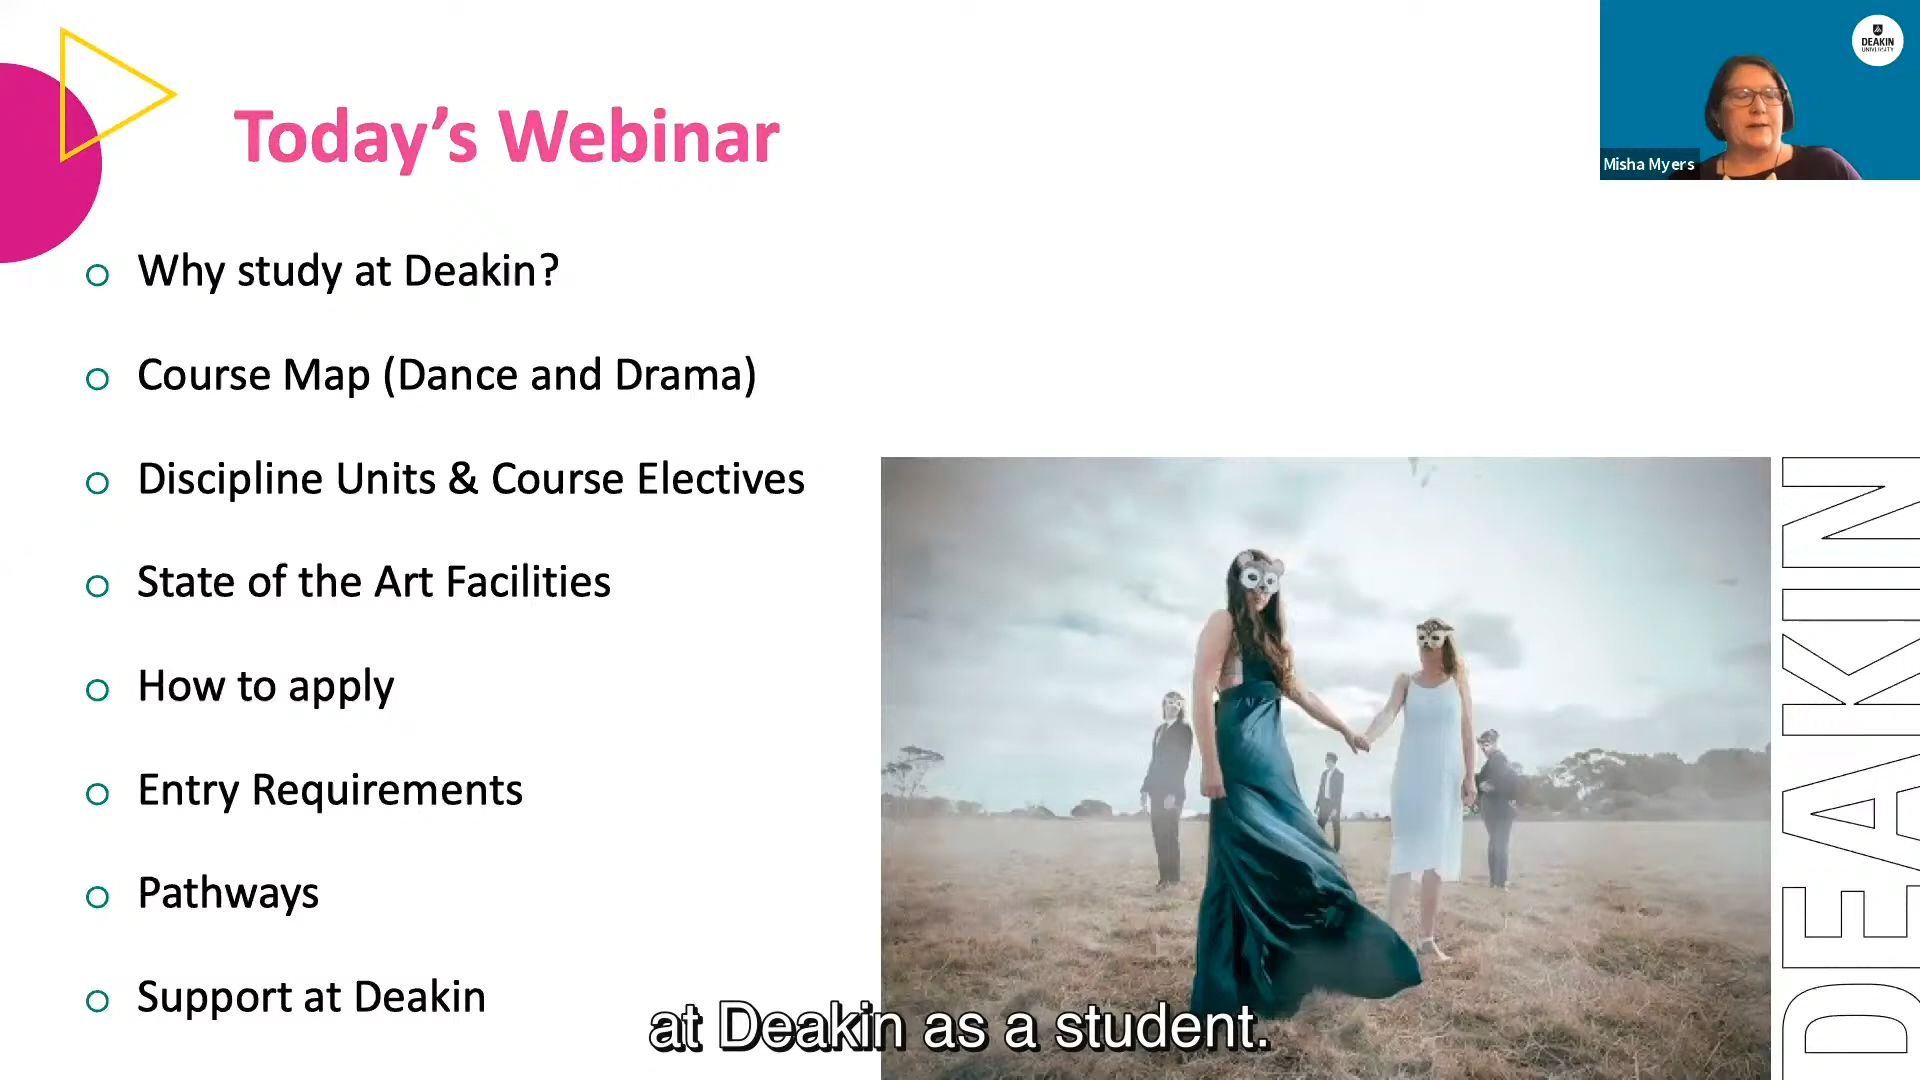 Today’s Webinar
DEAKIN
UNIVERSITY
Misha Myers
Why study at Deakin?
Course Map (Dance and Drama)
Discipline Units & Course Electives
State of the Art Facilities
How to apply
Entry Requirements
Pathways
Support at Deakin
at Deakin as a student.
DEAKIN